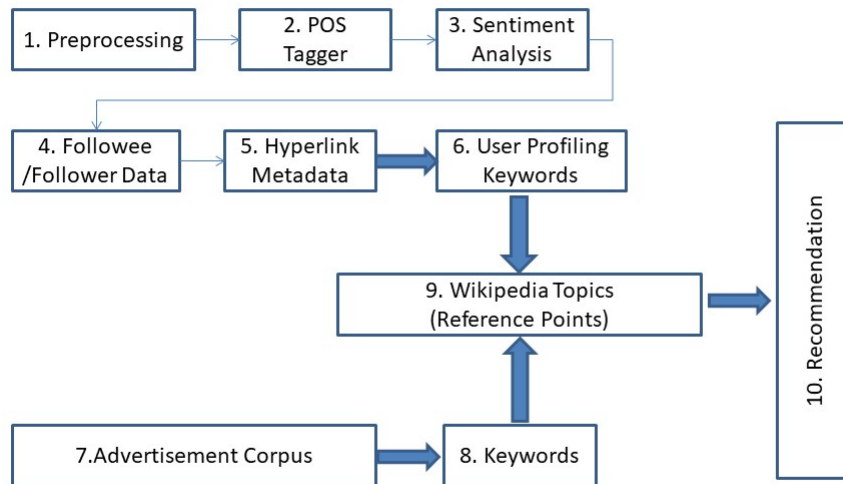 1. Preprocessing
2. POS
Tagger
3. Sentiment
Analysis
4. Followee
/Follower Data
5. Hyperlink
Metadata
6. User Profiling
Keywords
9. Wikipedia Topics
(Reference Points)
10. Recommendation
7.Advertisement Corpus
8. Keywords